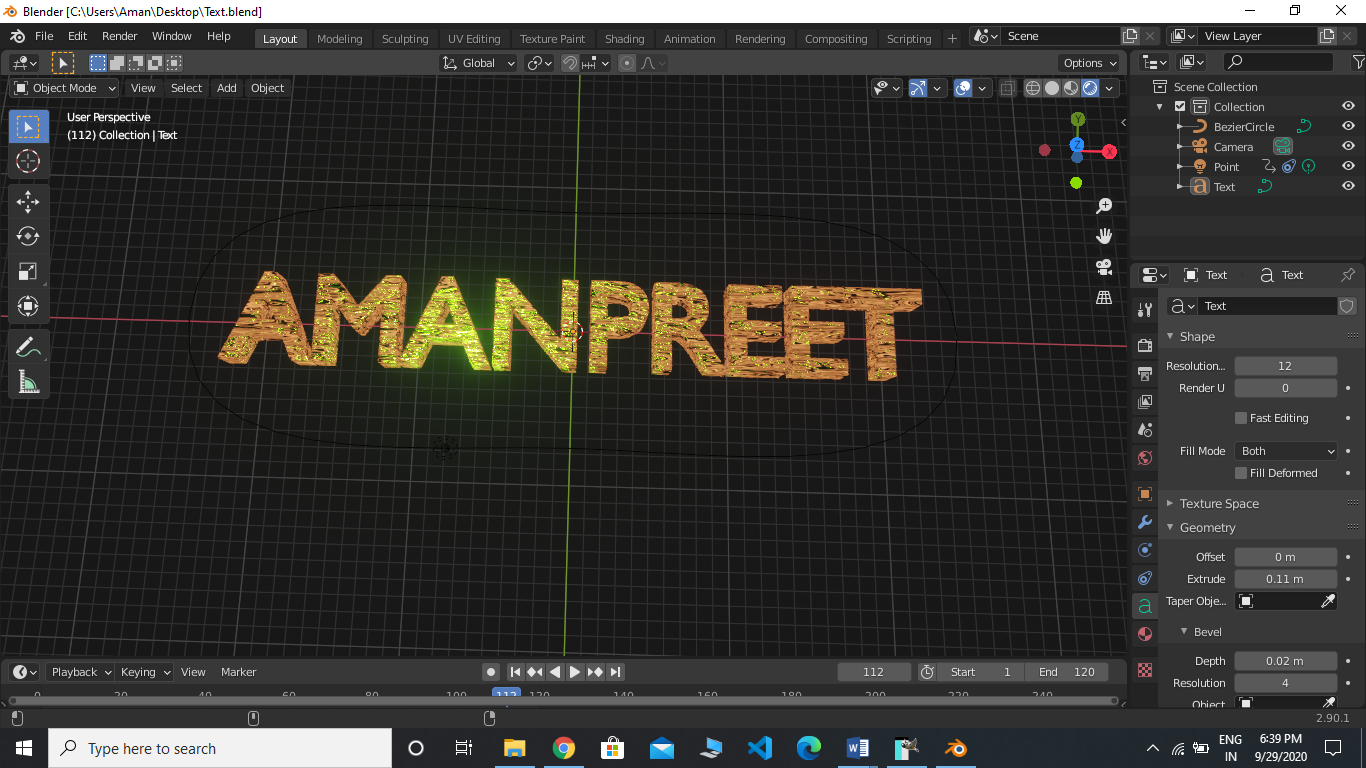 Blender [C:\Users\Aman\Desktop\Text.blend]
File Edit Render Window Help Layout Modeling Sculpting UV Editing Texture Paint Shading Animation Rendering Compositing Scripting + Scene View Layer
Global Options
Object Mode View Select Add Object
User Perspective
(112) Collection | Text
Y
Z X
AMANPREET
Scene Collection
Collection
BezierCircle
Camera
Point
Text
Text Text
Text
Shape
Resolution... 12
Render U 0
Fast Editing
Fill Mode Both
Fill Deformed
Texture Space
Geometry
Offset 0 m
Extrude 0.11 m
Taper Obje...
Bevel
Depth 0.02 m
Resolution 4
Object
Playback Keying View Marker 112 Start 1 End 120
0 20 40 60 80 100 112 120 140 160 180 200 220 240
2.90.1
Type here to search
ENG
IN
6:39 PM
9/29/2020